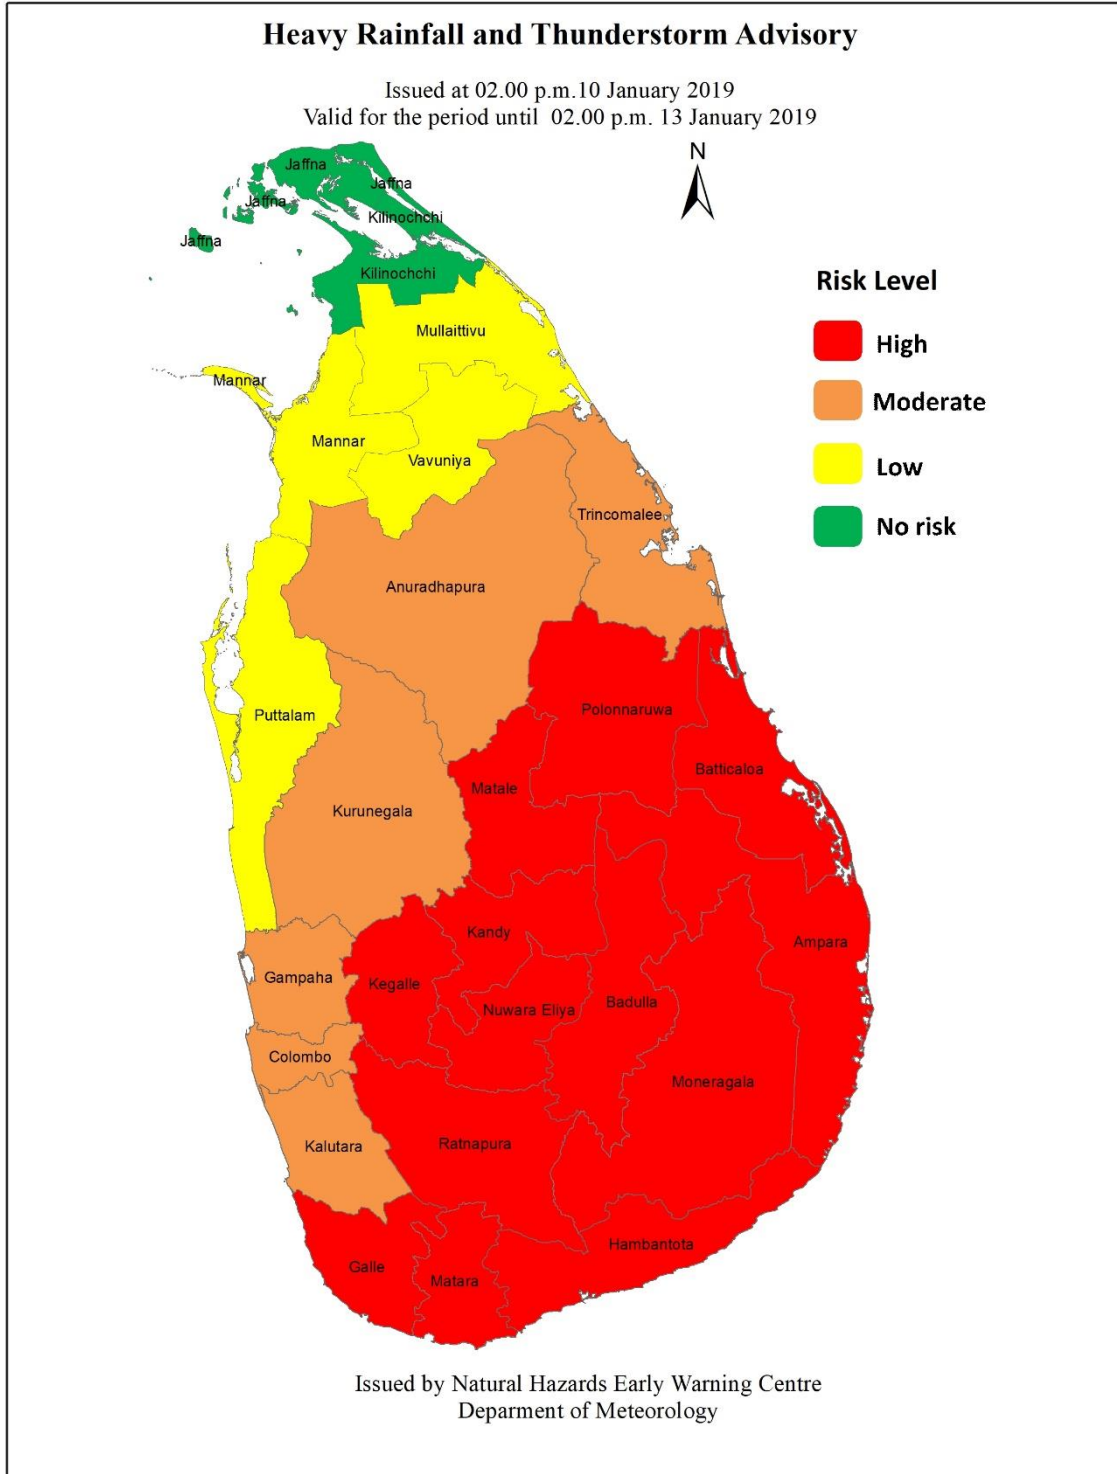 Heavy Rainfall and Thunderstorm Advisory
Issued at 02.00 p.m.10 January 2019
Valid for the period until 02.00 p.m. 13 January 2019
N
Jaffna
Jaffna
Jaffna
Kilinochchi
Jaffna
Kilinochchi
Risk Level
Mullaittivu
High
Mannar
Moderate
Mannar
Vavuniya
Low
Trincomalee
No risk
Anuradhapura
Puttalam
Polonnaruwa
Batticaloa
Matale
Kurunegala
Kandy
Ampara
Gampaha
Kegalle
Nuwara Eliya
Badulla
Colombo
Moneragala
Kalutara
Ratnapura
Hambantota
Galle
Matara
Issued by Natural Hazards Early Warning Centre
Deparment of Meteorology